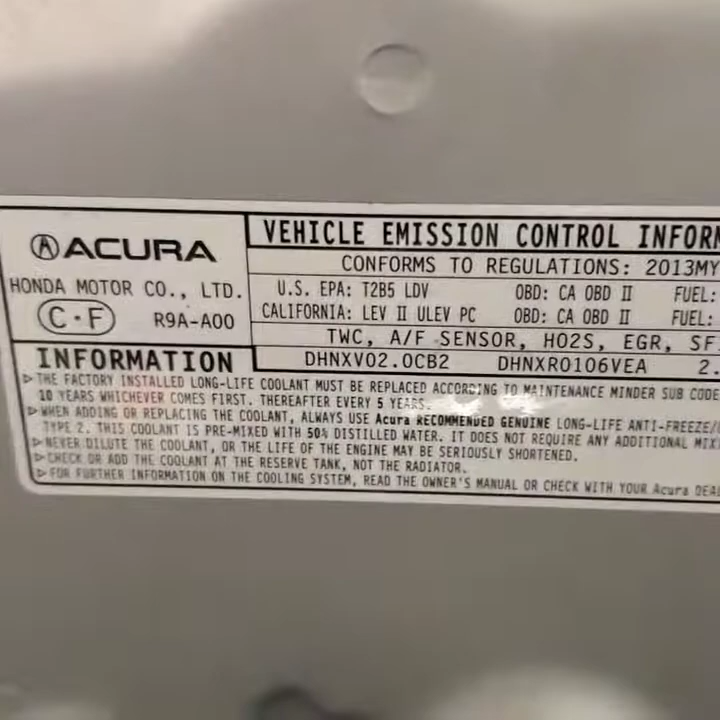 ACURA
HONDA MOTOR CO., LTD.
C·F R9A-A00
VEHICLE EMISSION CONTROL INFORM
CONFORMS TO REGULATIONS: 2013MY
U.S. EPA: T2B5 LDV OBD: CA OBD II FUEL:
CALIFORNIA: LEV II ULEV PC OBD: CA OBD II FUEL:
TWC, A/F SENSOR, HO2S, EGR, SF
DHNXV02.0CB2 DHNXR0106VEA 2.
INFORMATION
▷THE FACTORY INSTALLED LONG-LIFE COOLANT MUST BE REPLACED ACCORDING TO MAINTENANCE MINDER SUB CODE
10 YEARS WHICHEVER COMES FIRST. THEREAFTER EVERY 5 YEARS.
▷WHEN ADDING OR REPLACING THE COOLANT, ALWAYS USE Acura RECOMMENDED GENUINE LONG-LIFE ANTI-FREEZE/
TYPE 2. THIS COOLANT IS PRE-MIXED WITH 50% DISTILLED WATER. IT DOES NOT REQUIRE ANY ADDITIONAL MIX
▷NEVER DILUTE THE COOLANT, OR THE LIFE OF THE ENGINE MAY BE SERIOUSLY SHORTENED.
▷CHECK OR ADD THE COOLANT AT THE RESERVE TANK, NOT THE RADIATOR.
▷FOR FURTHER INFORMATION ON THE COOLING SYSTEM, READ THE OWNER'S MANUAL OR CHECK WITH YOUR Acura DEA